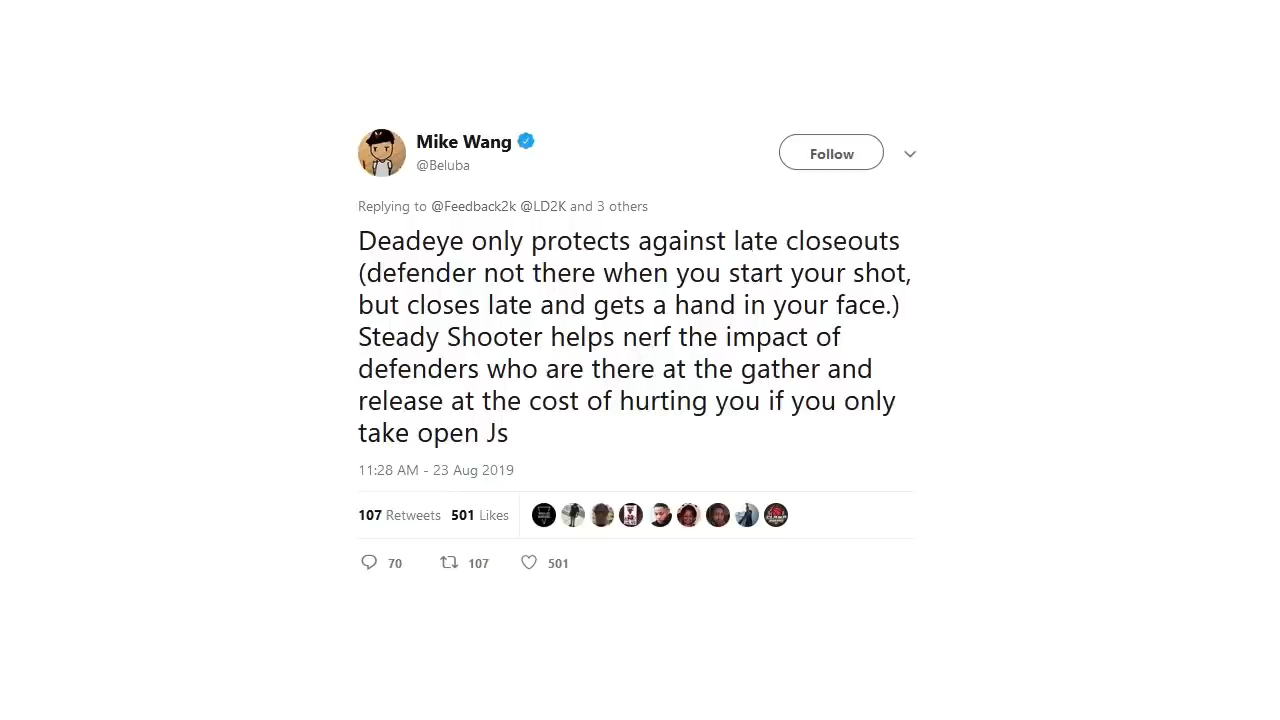 Mike Wang
@Beluba
Follow
Replying to @Feedback2k @LD2K and 3 others
Deadeye only protects against late closeouts
(defender not there when you start your shot,
but closes late and gets a hand in your face.)
Steady Shooter helps nerf the impact of
defenders who are there at the gather and
release at the cost of hurting you if you only
take open Js
11:28 AM - 23 Aug 2019
107 Retweets 501 Likes
70 107 501